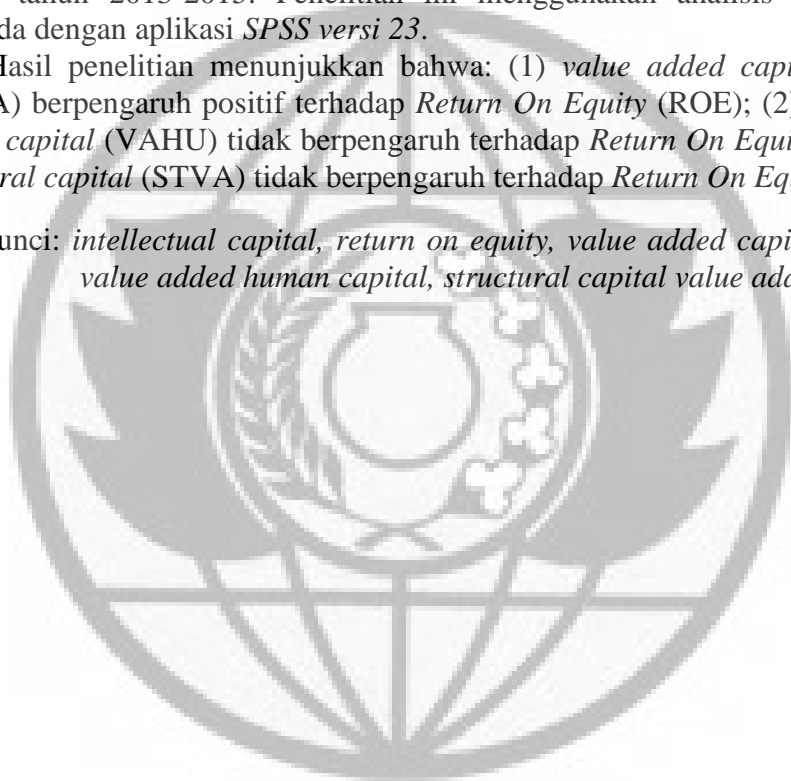 tahun 2013-2015. Penelitian ini menggunakan analisis
da dengan aplikasi SPSS versi 23.
Hasil penelitian menunjukkan bahwa: (1) value added capi
A) berpengaruh positif terhadap Return On Equity (ROE); (2)
capital (VAHU) tidak berpengaruh terhadap Return On Equi
ral capital (STVA) tidak berpengaruh terhadap Return On Equ
unci: intellectual capital, return on equity, value added capi
value added human capital, structural capital value add